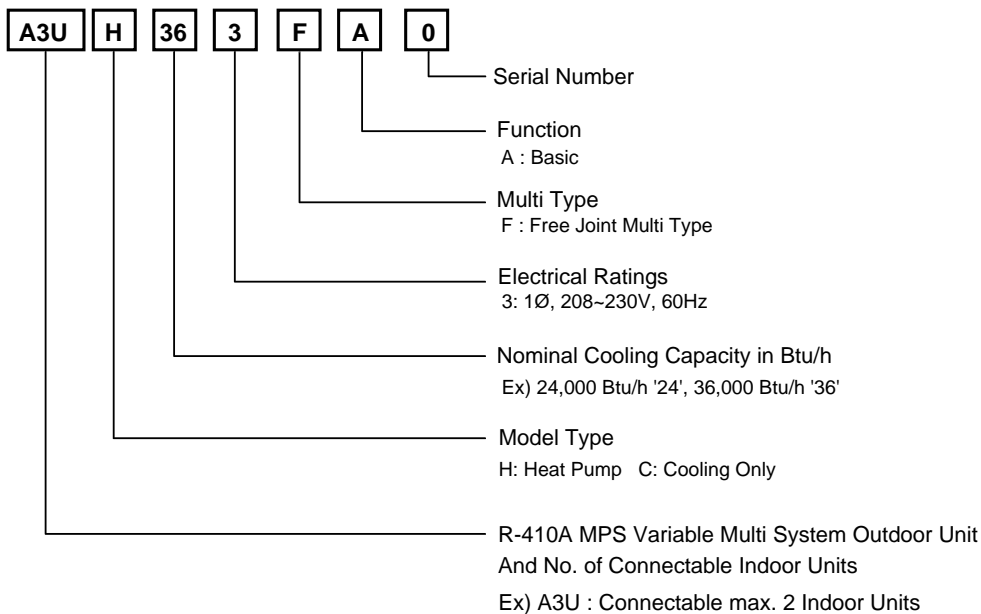 A3U H 36 3 F A 0
Serial Number
Function
A : Basic
Multi Type
F : Free Joint Multi Type
Electrical Ratings
3: 1Ø, 208~230V, 60Hz
Nominal Cooling Capacity in Btu/h
Ex) 24,000 Btu/h '24', 36,000 Btu/h '36'
Model Type
H: Heat Pump C: Cooling Only
R-410A MPS Variable Multi System Outdoor Unit
And No. of Connectable Indoor Units
Ex) A3U : Connectable max. 2 Indoor Units